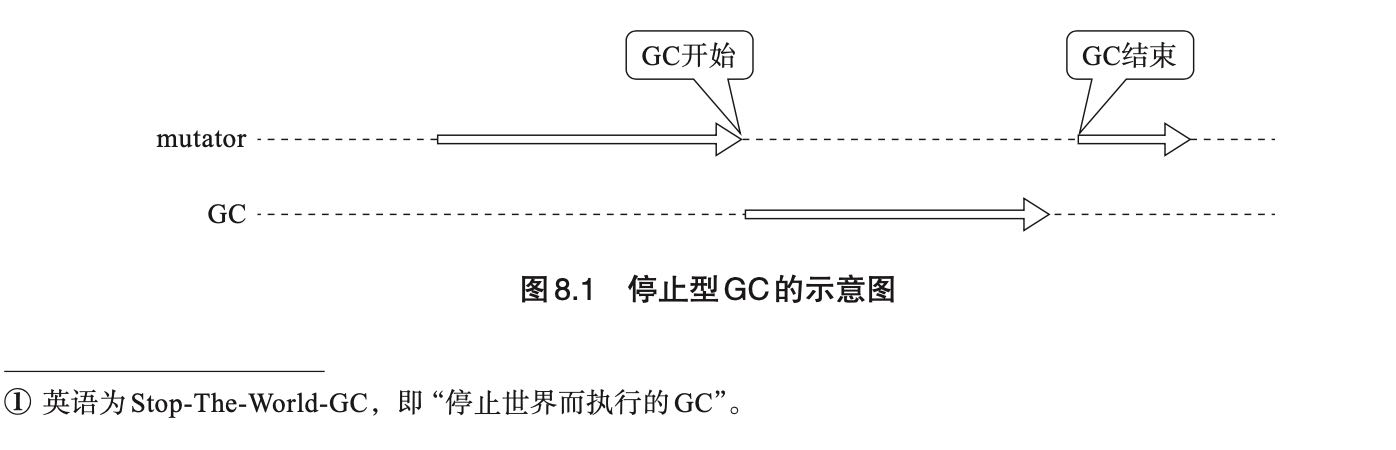 GC开始
GC结束
mutator
GC
图8.1 停止型GC的示意图
① 英语为Stop-The-World-GC，即“停止世界而执行的GC”。